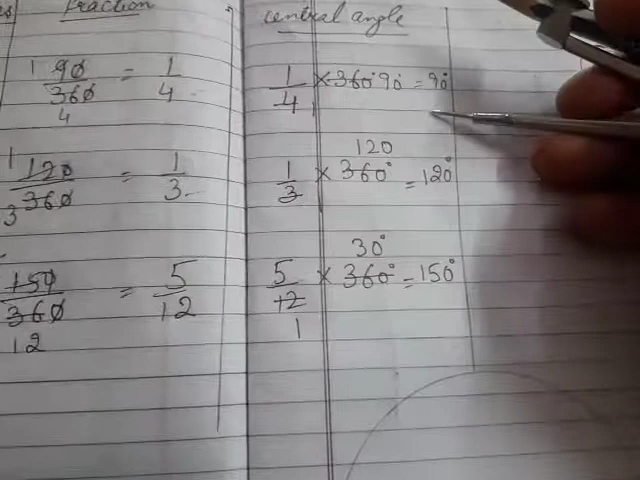 fraction central angle
1 90/360 4 = 1/4 1/4 × 360° 90° = 90°
1 120/360 3 = 1/3 1/3 × 360° 120 = 120°
150/360 12 = 5/12 5/12 1 × 360° 30° = 150°